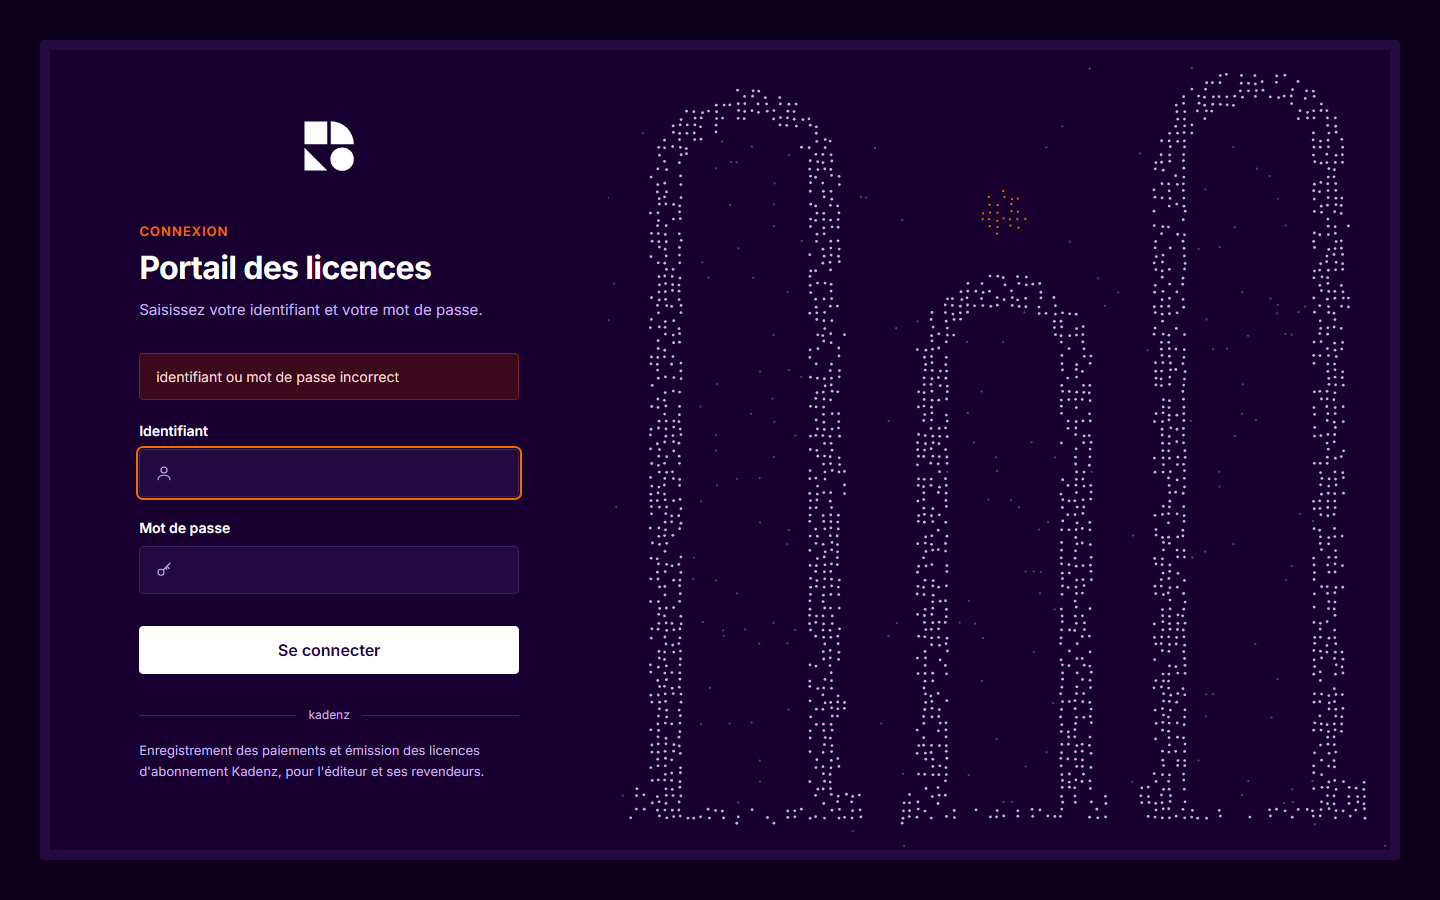 CONNEXION
Portail des licences
Saisissez votre identifiant et votre mot de passe.
identifiant ou mot de passe incorrect
Identifiant
Mot de passe
Se connecter
kadenz
Enregistrement des paiements et émission des licences
d'abonnement Kadenz, pour l'éditeur et ses revendeurs.